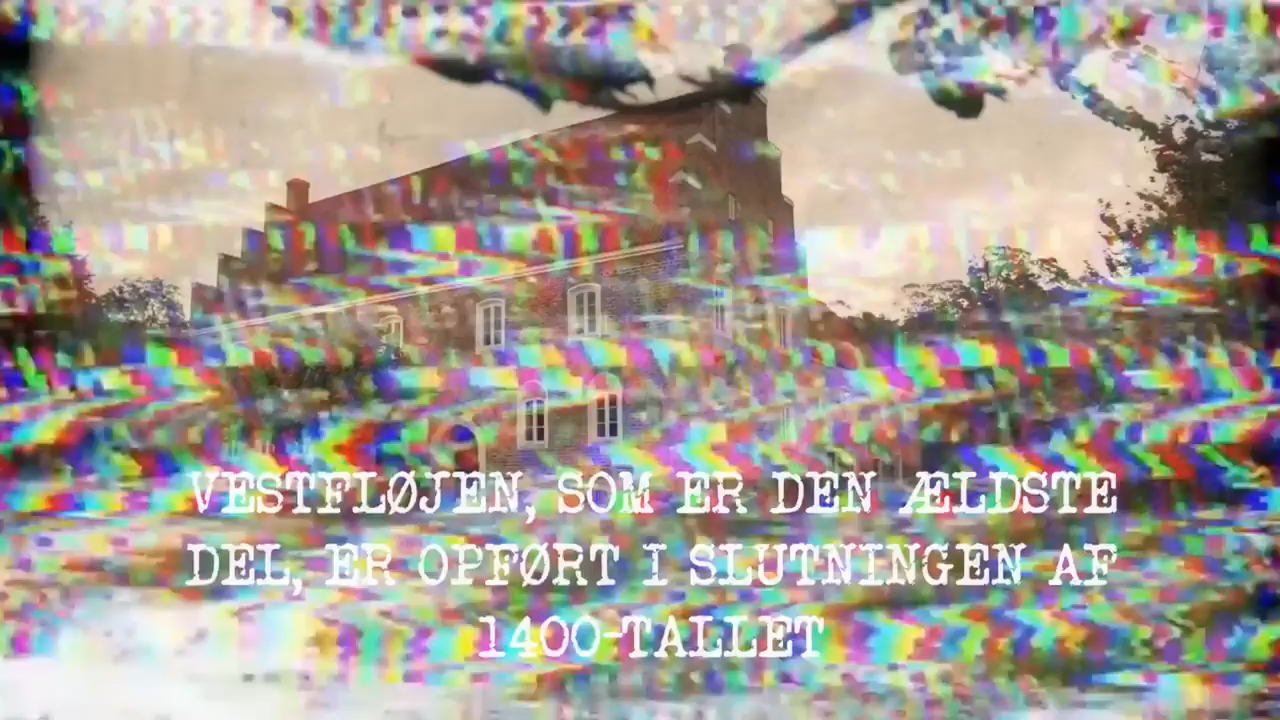 VESTFLØJEN, SOM ER DEN ÆLDSTE
DEL, ER OPFØRT I SLUTNINGEN AF
1400-TALLET